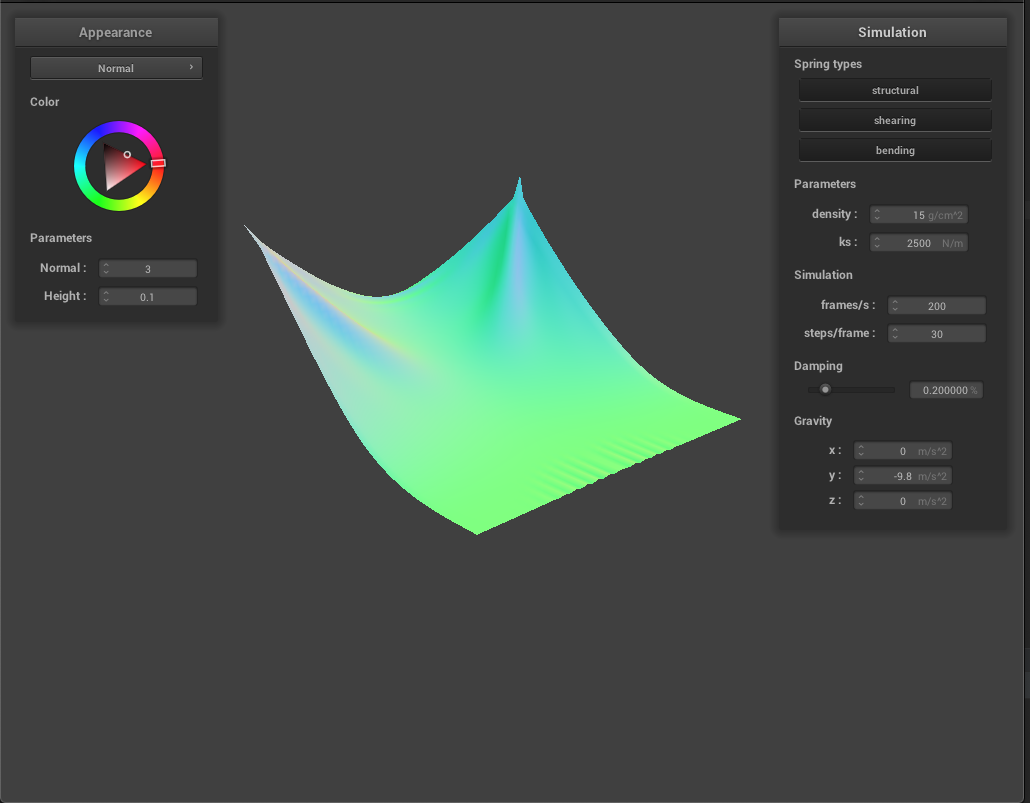 Appearance
Normal ›
Color
Parameters
Normal : 3
Height : 0.1
Simulation
Spring types
structural
shearing
bending
Parameters
density : 15 g/cm^2
ks : 2500 N/m
Simulation
frames/s : 200
steps/frame : 30
Damping
0.200000 %
Gravity
x : 0 m/s^2
y : -9.8 m/s^2
z : 0 m/s^2